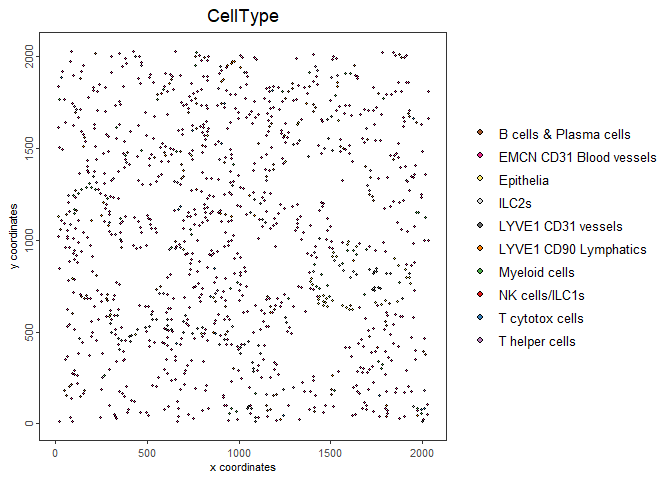 CellType
2000
1500
1000
500
0
y coordinates
0
500
1000
1500
2000
x coordinates
B cells & Plasma cells
EMCN CD31 Blood vessels
Epithelia
ILC2s
LYVE1 CD31 vessels
LYVE1 CD90 Lymphatics
Myeloid cells
NK cells/ILC1s
T cytotox cells
T helper cells